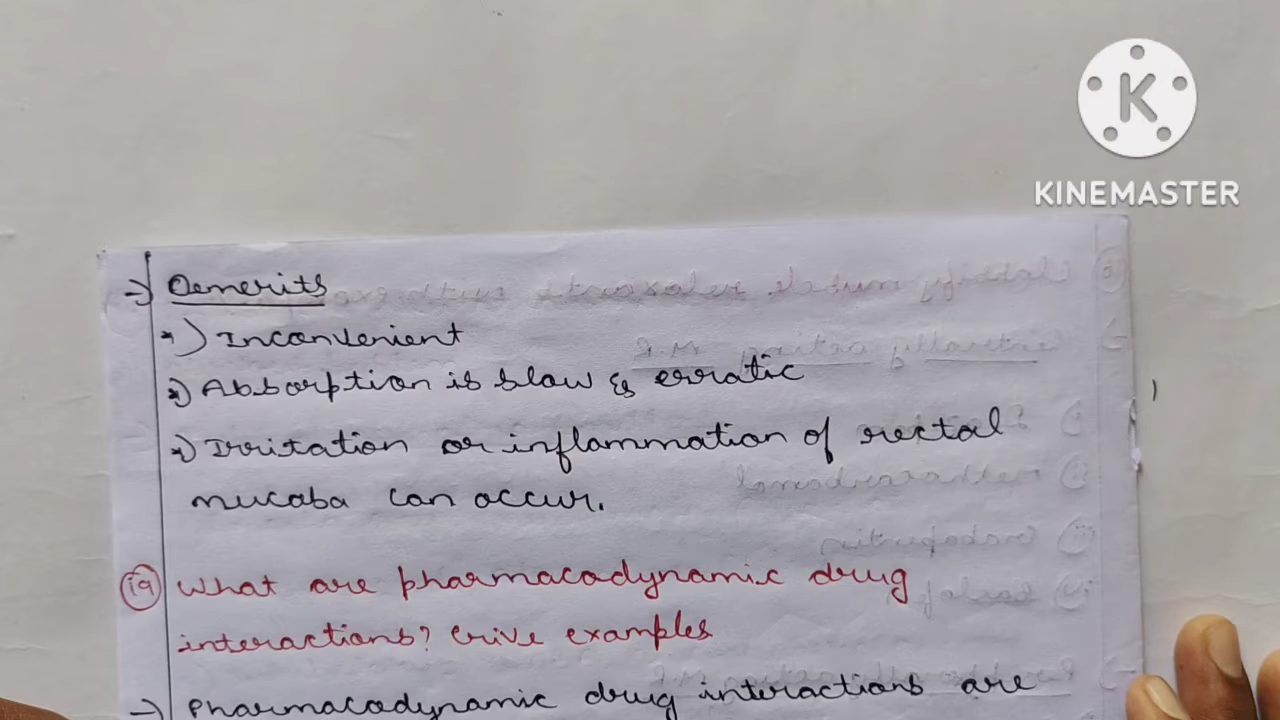 KINEMASTER
→ Demerits
*) Inconvenient
*) Absorption is slow & erratic
*) Irritation or inflammation of rectal
mucasa can occur.
19 What are pharmacodynamic drug
interactions? Give examples
→ Pharmacodynamic drug interactions are